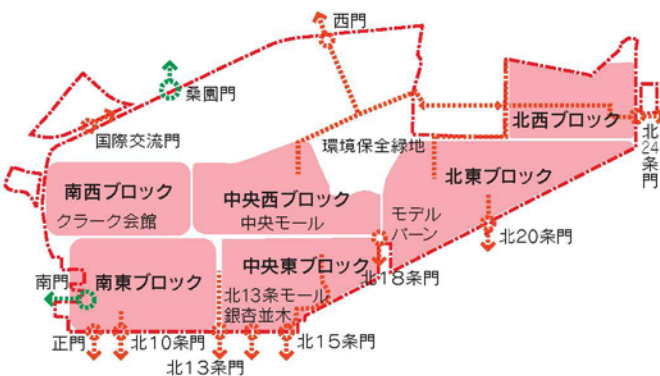 西門
桑園門
国際交流門
北西ブロック
環境保全緑地
北24条門
南西ブロック
クラーク会館
中央西ブロック
中央モール
北東ブロック
モデル
バーン
北20条門
南門
南東ブロック
中央東ブロック
北18条門
北13条モール
銀杏並木
正門
北10条門
北13条門
北15条門